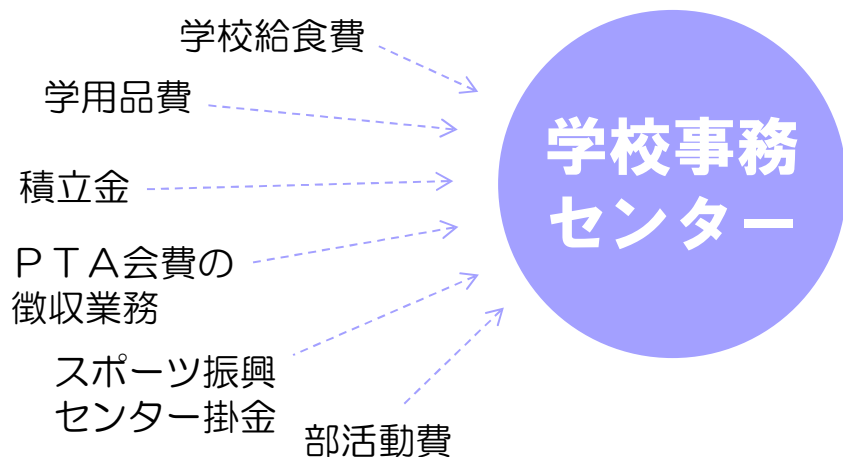 学校給食費
学用品費
積立金
ＰＴＡ会費の
徴収業務
スポーツ振興
センター掛金
部活動費
学校事務
センター